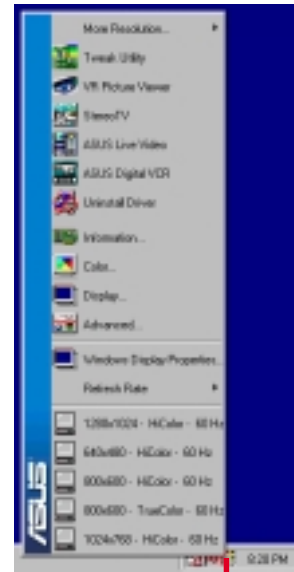 More Resolution...
Tweak Utility
VR Picture Viewer
StereoTV
ASUS Live Video
ASUS Digital VCR
Uninstall Driver
Information...
Color...
Display...
Advanced...
Windows Display Properties...
Refresh Rate
1280x1024 - HiColor - 60 Hz
640x480 - HiColor - 60 Hz
800x600 - HiColor - 60 Hz
800x600 - TrueColor - 60 Hz
1024x768 - HiColor - 60 Hz
ASUS
8:28 PM